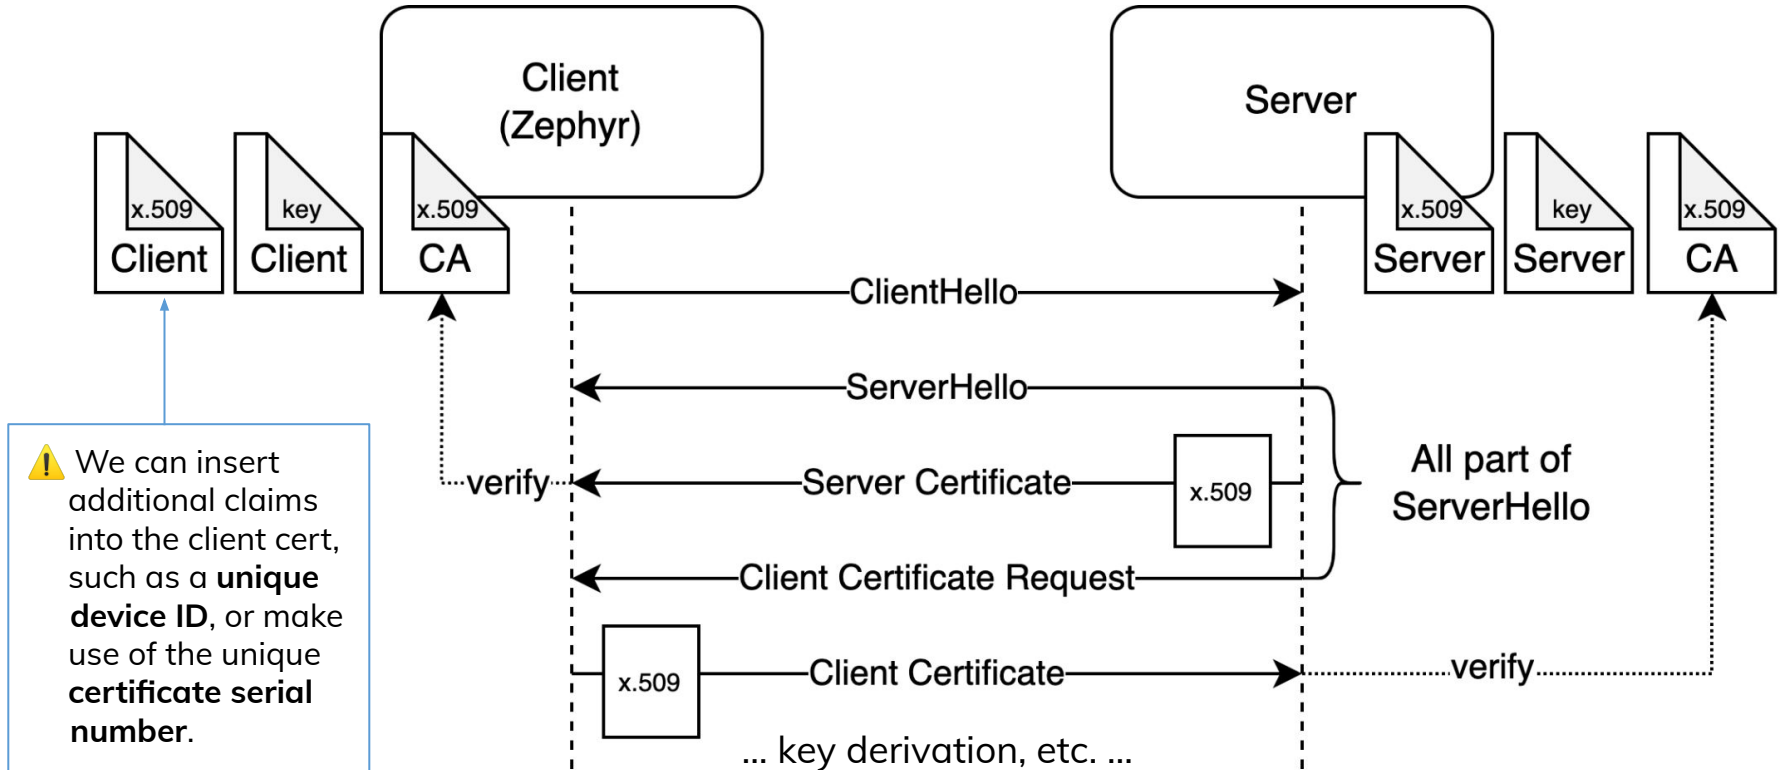 Client
(Zephyr)
Server
x.509
Client
key
Client
x.509
CA
x.509
Server
key
Server
x.509
CA
ClientHello
ServerHello
verify
Server Certificate
x.509
All part of
ServerHello
Client Certificate Request
x.509
Client Certificate
verify
... key derivation, etc. ...
⚠️ We can insert
additional claims
into the client cert,
such as a unique
device ID, or make
use of the unique
certificate serial
number.